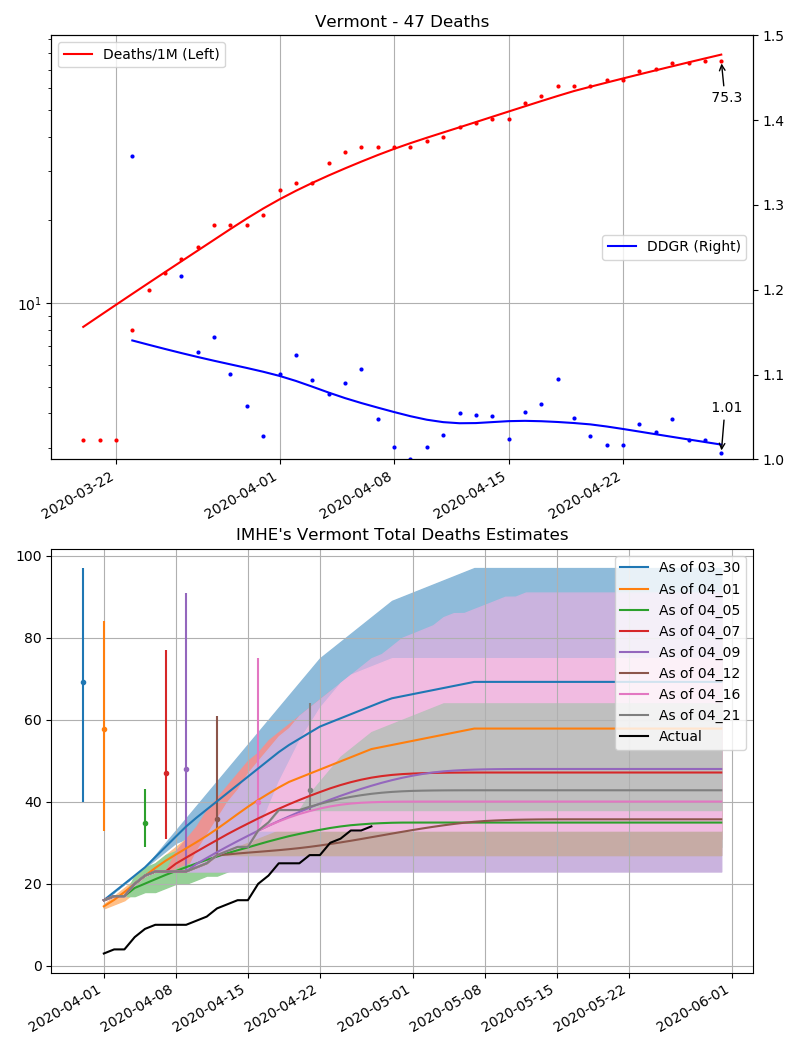 Vermont - 47 Deaths
Deaths/1M (Left)
1.5
75.3
1.4
1.3
DDGR (Right)
10¹
1.2
1.1
1.01
1.0
2020-03-22
2020-04-01
2020-04-08
2020-04-15
2020-04-22
IMHE's Vermont Total Deaths Estimates
100
80
60
40
20
0
As of 03_30
As of 04_01
As of 04_05
As of 04_07
As of 04_09
As of 04_12
As of 04_16
As of 04_21
Actual
2020-04-01
2020-04-08
2020-04-15
2020-04-22
2020-05-01
2020-05-08
2020-05-15
2020-05-22
2020-06-01